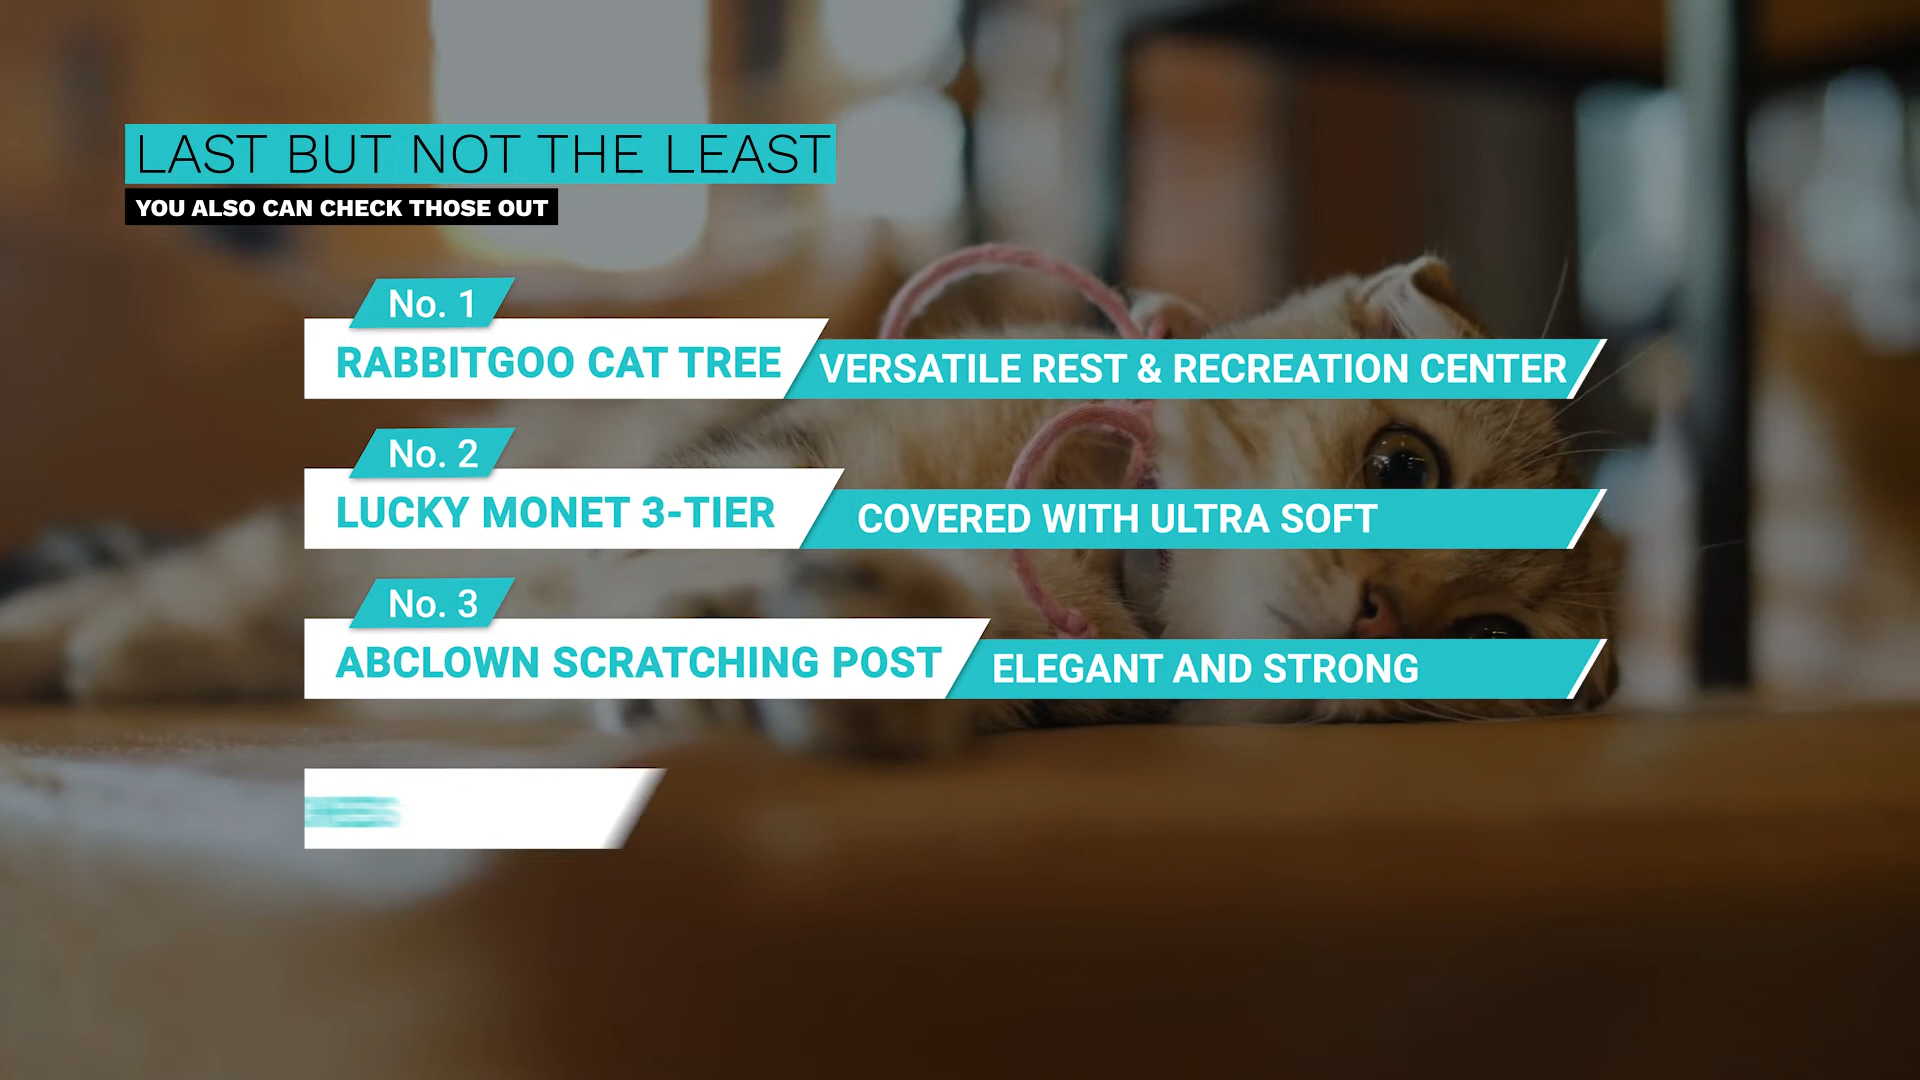 LAST BUT NOT THE LEAST
YOU ALSO CAN CHECK THOSE OUT
No. 1
RABBITGOO CAT TREE
VERSATILE REST & RECREATION CENTER
No. 2
LUCKY MONET 3-TIER
COVERED WITH ULTRA SOFT
No. 3
ABCLOWN SCRATCHING POST
ELEGANT AND STRONG